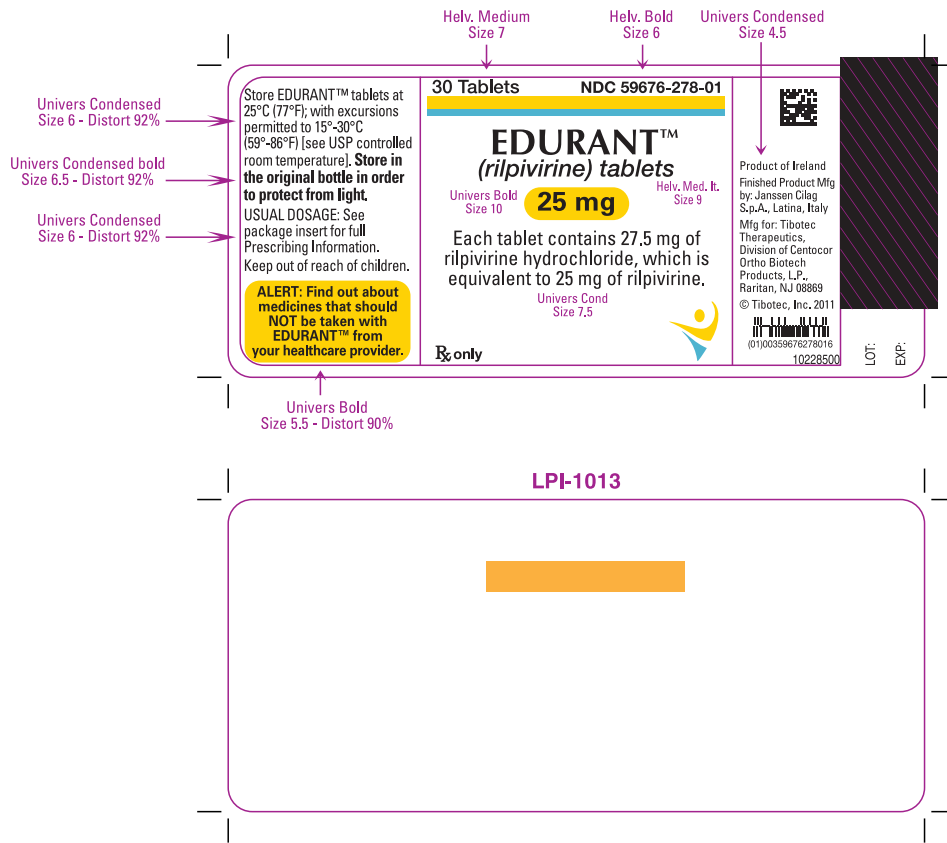 Helv. Medium
Size 7
Helv. Bold
Size 6
Univers Condensed
Size 4.5
Univers Condensed
Size 6 - Distort 92%
Univers Condensed bold
Size 6.5 - Distort 92%
Univers Condensed
Size 6 - Distort 92%
Store EDURANT™ tablets at
25°C (77°F); with excursions
permitted to 15°-30°C
(59°-86°F) [see USP controlled
room temperature]. Store in
the original bottle in order
to protect from light.
USUAL DOSAGE: See
package insert for full
Prescribing Information.
Keep out of reach of children.
ALERT: Find out about
medicines that should
NOT be taken with
EDURANT™ from
your healthcare provider.
Univers Bold
Size 5.5 - Distort 90%
30 Tablets NDC 59676-278-01
EDURANT™
(rilpivirine) tablets
Univers Bold
Size 10
25 mg
Helv. Med. It.
Size 9
Each tablet contains 27.5 mg of
rilpivirine hydrochloride, which is
equivalent to 25 mg of rilpivirine.
Univers Cond
Size 7.5
℞ only
Product of Ireland
Finished Product Mfg
by: Janssen Cilag
S.p.A., Latina, Italy
Mfg for: Tibotec
Therapeutics,
Division of Centocor
Ortho Biotech
Products, L.P.,
Raritan, NJ 08869
© Tibotec, Inc. 2011
(01)00359676278016
10228500
LOT:
EXP:
LPI-1013